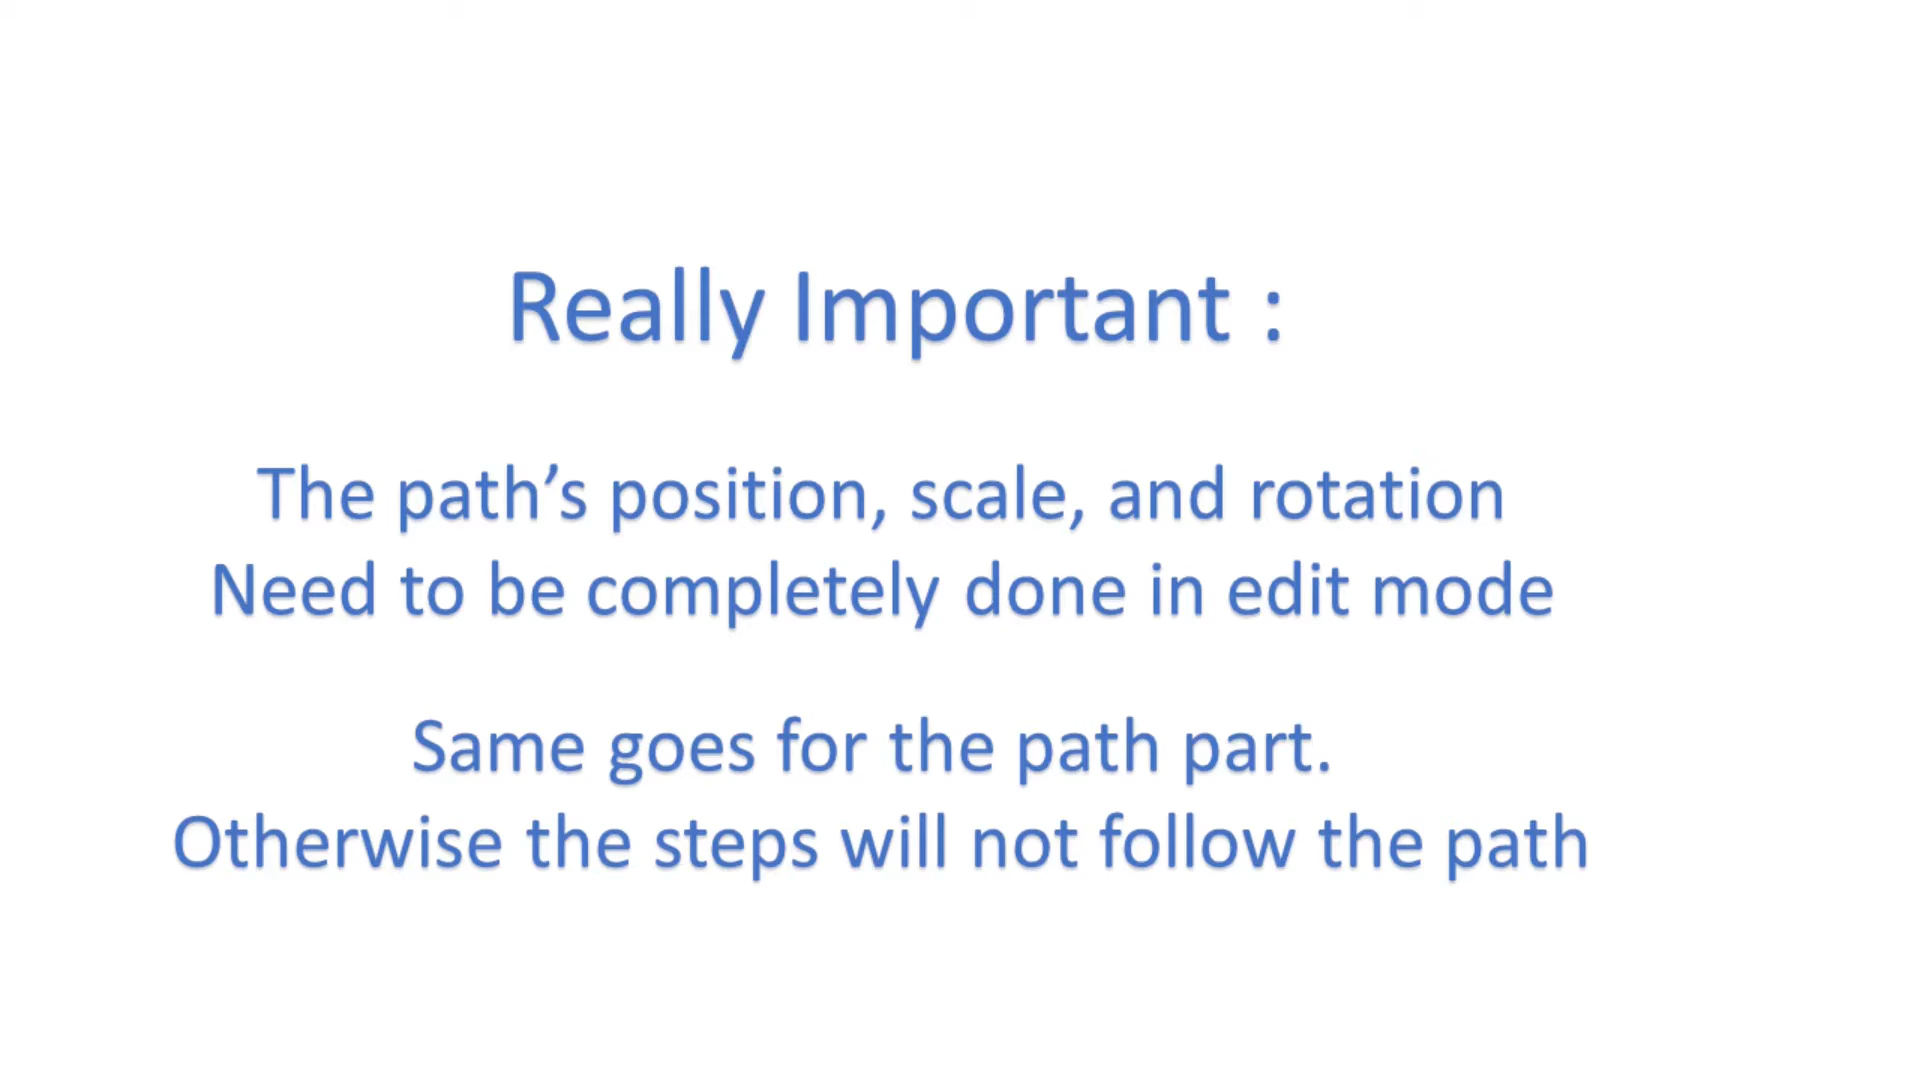 Really Important :
The path’s position, scale, and rotation
Need to be completely done in edit mode
Same goes for the path part.
Otherwise the steps will not follow the path